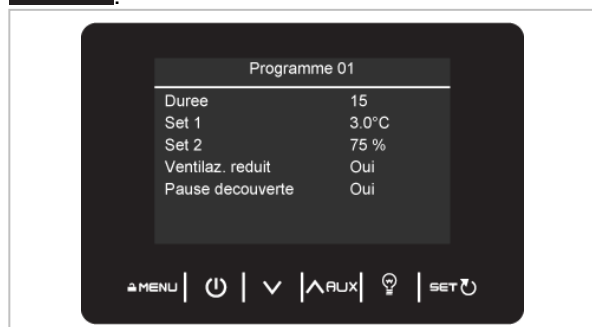 Programme 01
Duree 15
Set 1 3.0°C
Set 2 75 %
Ventilaz. reduit Oui
Pause decouverte Oui
MENU AUX SET